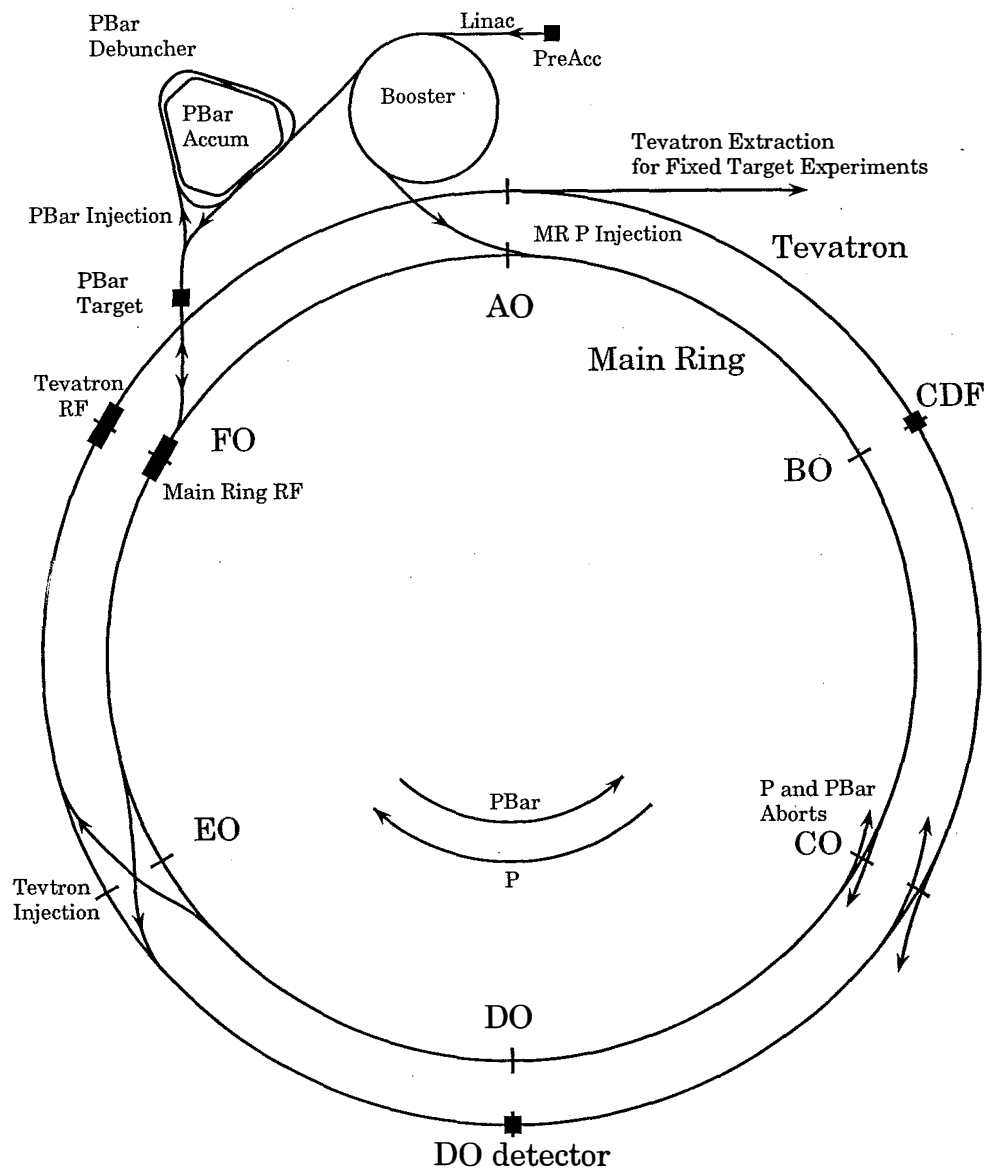 PBar
Debuncher
Linac
PreAcc
PBar
Accum
Booster
Tevatron Extraction
for Fixed Target Experiments
PBar Injection
MR P Injection
Tevatron
PBar
Target
AO
Main Ring
Tevatron
RF
CDF
FO
BO
Main Ring RF
PBar
P
P and PBar
Aborts
CO
EO
Tevtron
Injection
DO
DO detector